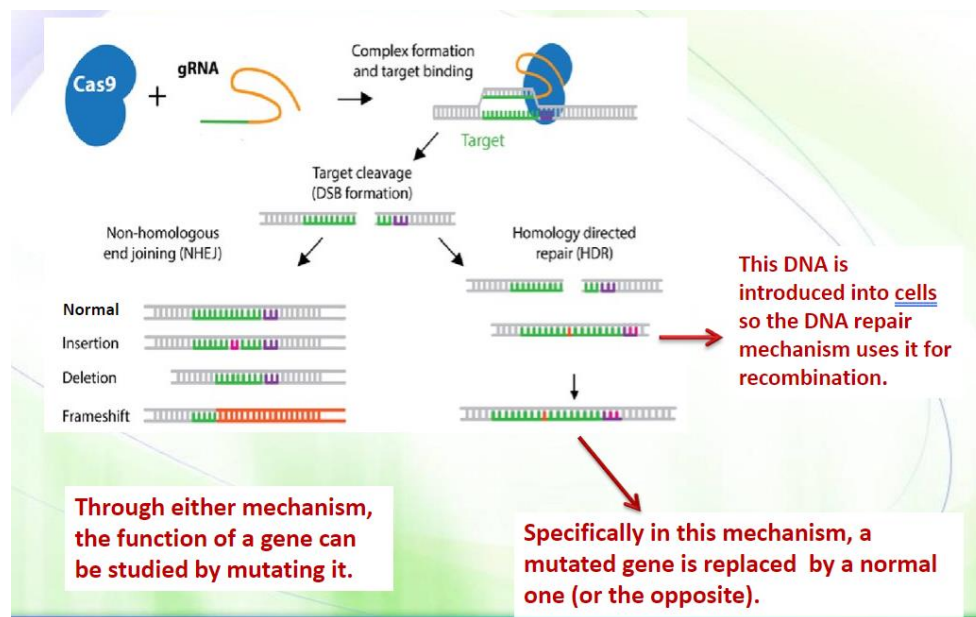 Cas9
+
gRNA
Complex formation
and target binding
Target
Target cleavage
(DSB formation)
Non-homologous
end joining (NHEJ)
Normal
Insertion
Deletion
Frameshift
Homology directed
repair (HDR)
This DNA is
introduced into cells
so the DNA repair
mechanism uses it for
recombination.
Through either mechanism,
the function of a gene can
be studied by mutating it.
Specifically in this mechanism, a
mutated gene is replaced by a normal
one (or the opposite).